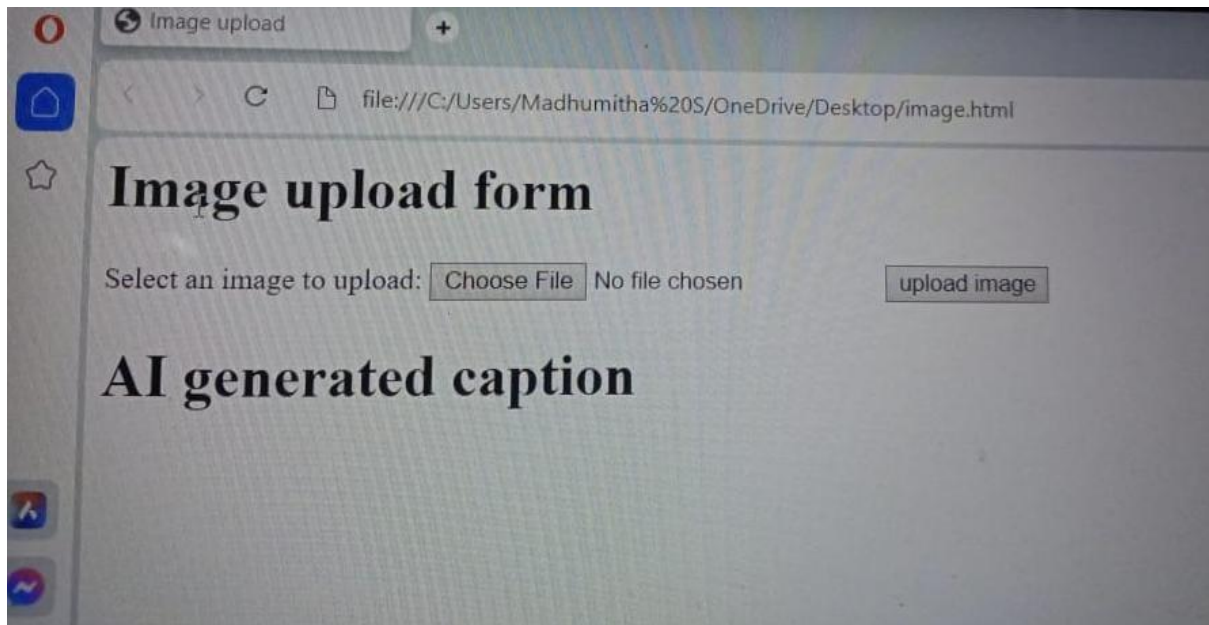 Image upload
+
file:///C:/Users/Madhumitha%20S/OneDrive/Desktop/image.html
Image upload form
Select an image to upload: Choose File No file chosen upload image
AI generated caption